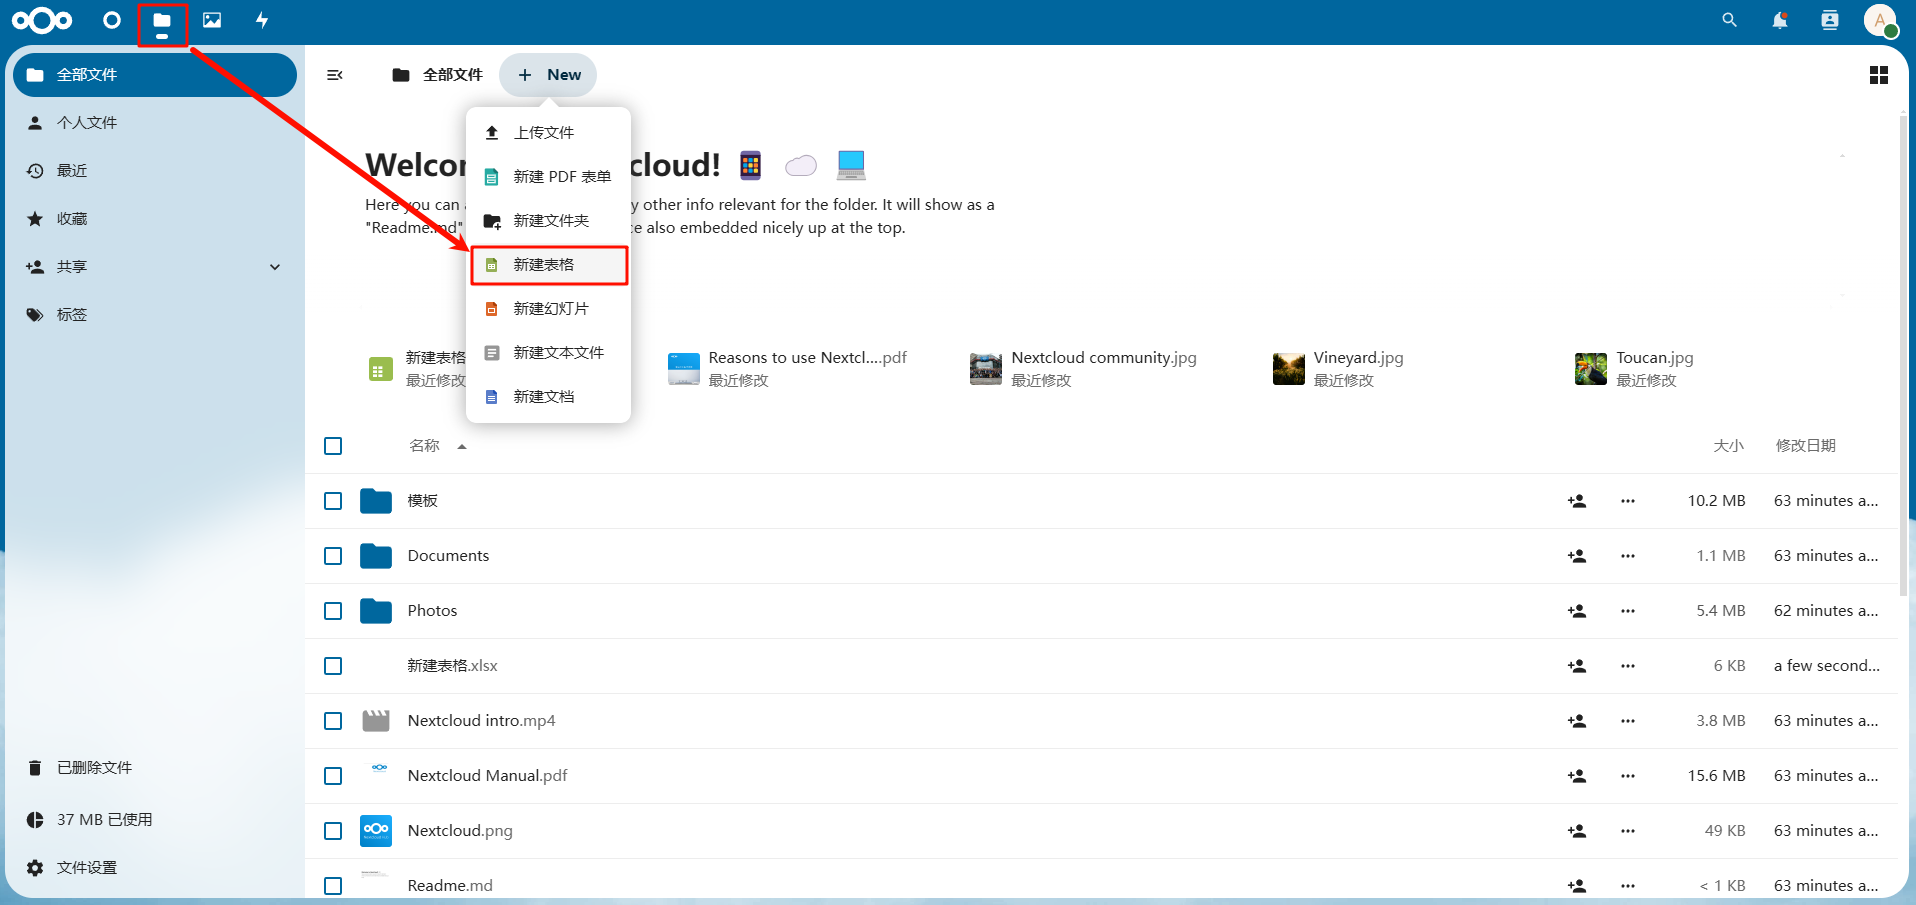 A
全部文件
个人文件
最近
收藏
共享
标签
已删除文件
37 MB 已使用
文件设置
全部文件
New
上传文件
新建 PDF 表单
新建文件夹
新建表格
新建幻灯片
新建文本文件
新建文档
Welcom cloud!
Here you can a y other info relevant for the folder. It will show as a
"Readme.md" ce also embedded nicely up at the top.
新建表格
最近修改
Reasons to use Nextcl....pdf
最近修改
Nextcloud community.jpg
最近修改
Vineyard.jpg
最近修改
Toucan.jpg
最近修改
名称 大小 修改日期
模板 10.2 MB 63 minutes a...
Documents 1.1 MB 63 minutes a...
Photos 5.4 MB 62 minutes a...
新建表格.xlsx 6 KB a few second...
Nextcloud intro.mp4 3.8 MB 63 minutes a...
Nextcloud Manual.pdf 15.6 MB 63 minutes a...
Nextcloud.png 49 KB 63 minutes a...
Readme.md < 1 KB 63 minutes a...